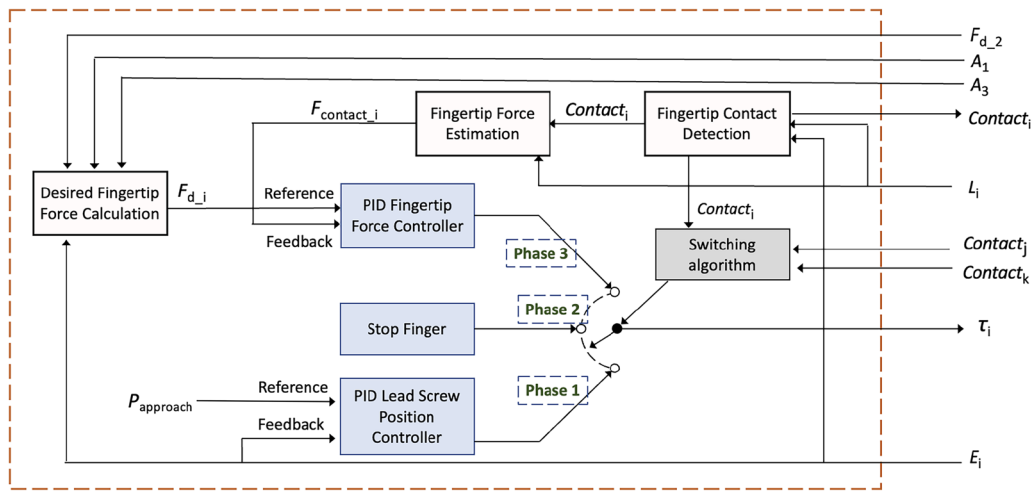 F_d_2
A_1
A_3
F_contact_i
Fingertip Force
Estimation
Contact_i
Fingertip Contact
Detection
Contact_i
Desired Fingertip
Force Calculation
F_d_i
Reference
Feedback
PID Fingertip
Force Controller
L_i
Contact_i
Switching
algorithm
Contact_j
Contact_k
Phase 3
Phase 2
Stop Finger
τ_i
Phase 1
P_approach
Reference
Feedback
PID Lead Screw
Position
Controller
E_i